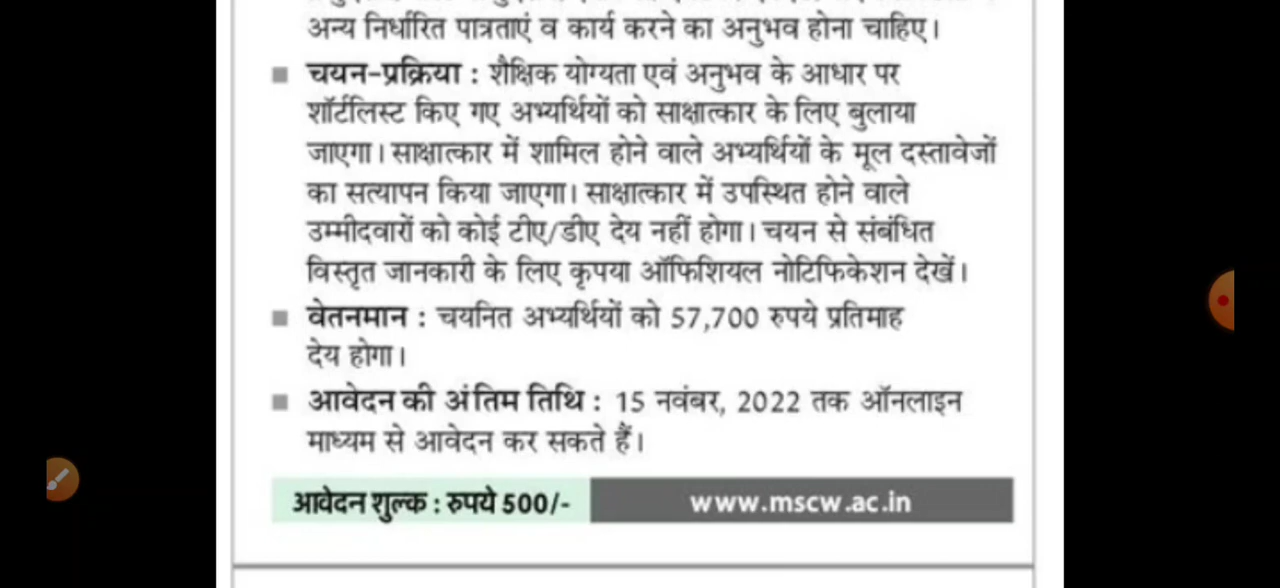 अन्य निर्धारित पात्रताएं व कार्य करने का अनुभव होना चाहिए।
चयन-प्रक्रिया : शैक्षिक योग्यता एवं अनुभव के आधार पर
शॉर्टलिस्ट किए गए अभ्यर्थियों को साक्षात्कार के लिए बुलाया
जाएगा। साक्षात्कार में शामिल होने वाले अभ्यर्थियों के मूल दस्तावेजों
का सत्यापन किया जाएगा। साक्षात्कार में उपस्थित होने वाले
उम्मीदवारों को कोई टीए/डीए देय नहीं होगा। चयन से संबंधित
विस्तृत जानकारी के लिए कृपया ऑफिशियल नोटिफिकेशन देखें।
वेतनमान : चयनित अभ्यर्थियों को 57,700 रुपये प्रतिमाह
देय होगा।
आवेदन की अंतिम तिथि : 15 नवंबर, 2022 तक ऑनलाइन
माध्यम से आवेदन कर सकते हैं।
आवेदन शुल्क : रुपये 500/- www.mscw.ac.in